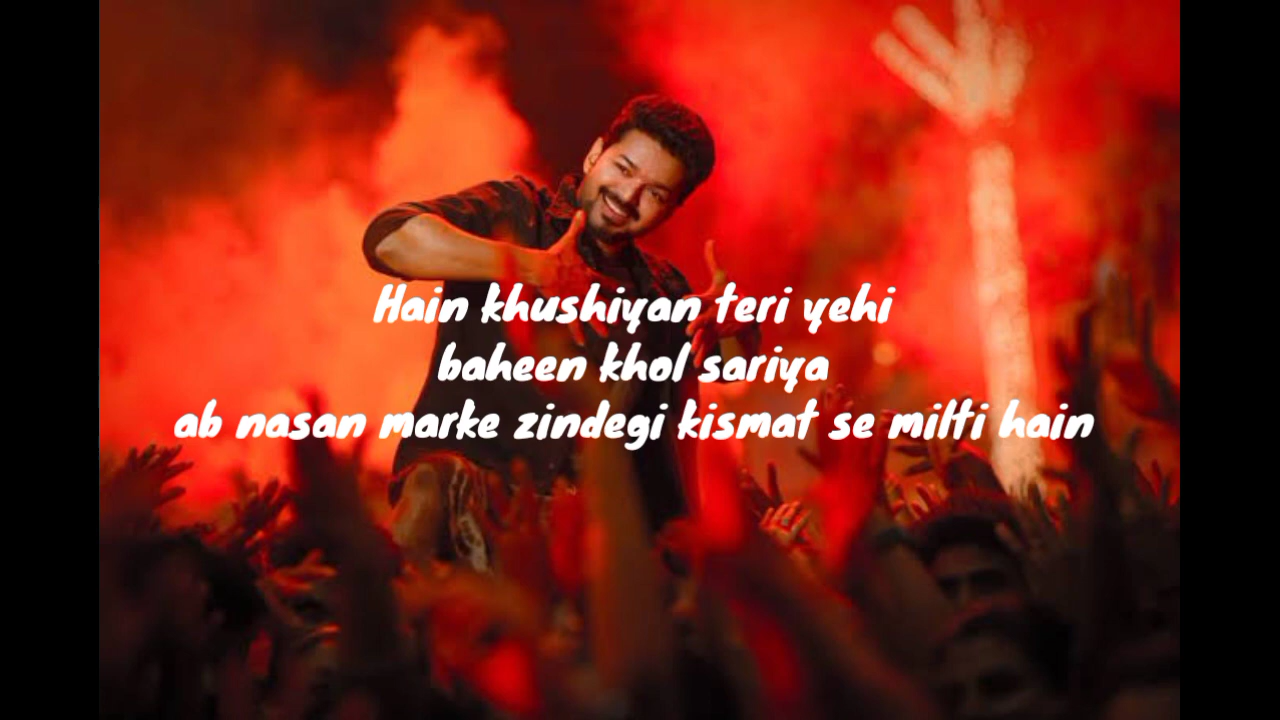 Hain khushiyan teri yehi
baheen khol sariya
ab nasan marke zindegi kismat se milti hain